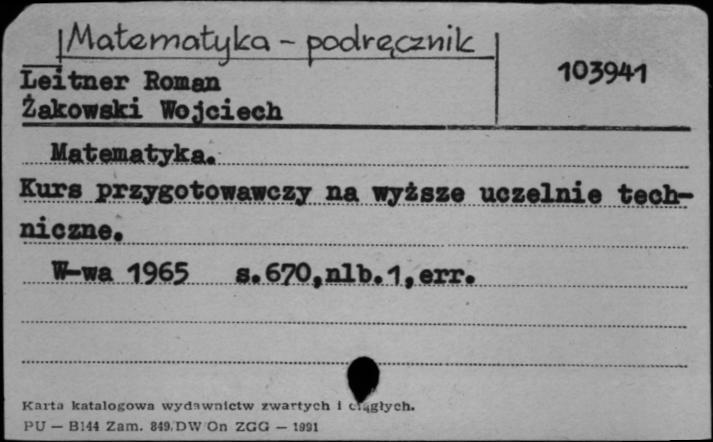 Matematyka - podręcznik
103941
Leitner Roman
Żakowski Wojciech
Matematyka.
Kurs przygotowawczy na wyższe uczelnie tech-
niczne.
W-wa 1965 s.670,nlb.1,err.
Karta katalogowa wydawnictw zwartych i ciągłych.
PU — B144 Zam. 849/DW/On ZGG — 1991